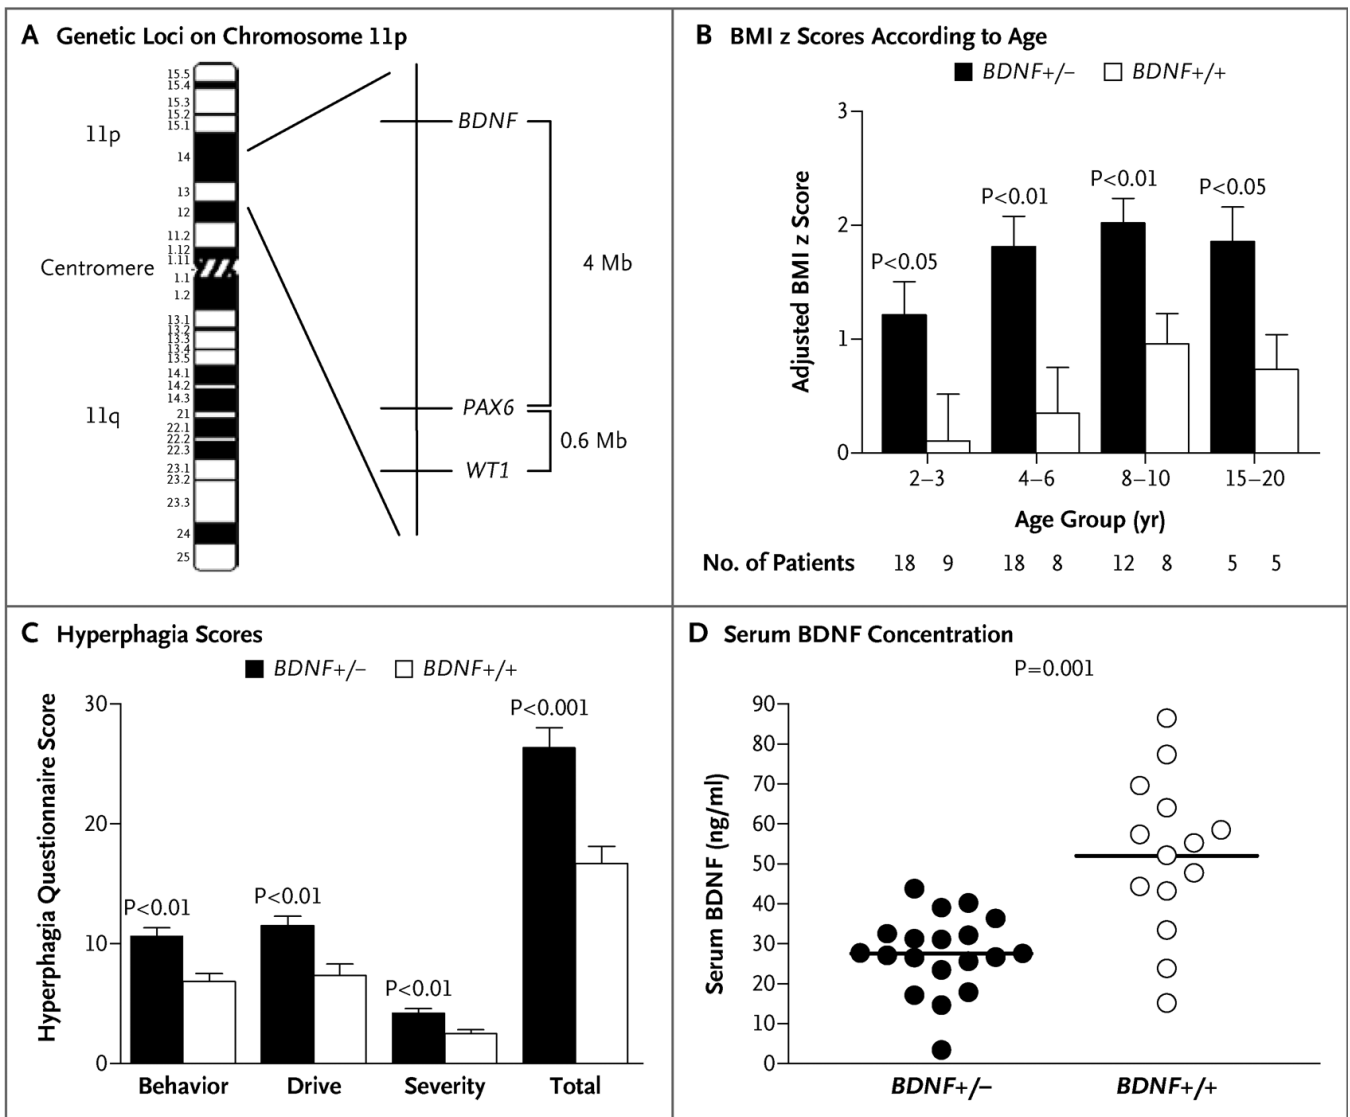 A Genetic Loci on Chromosome 11p
15.5
15.4
15.3
15.2
15.1
11p
14
13
12
11.2
1.12
1.11
Centromere
1.1
1.2
13.1
13.2
13.3
13.4
13.5
14.1
14.2
14.3
11q
21
22.1
22.2
22.3
23.1
23.2
23.3
24
25
BDNF
4 Mb
PAX6
0.6 Mb
WT1
B BMI z Scores According to Age
BDNF+/− BDNF+/+
Adjusted BMI z Score
3
2
1
0
P<0.05
P<0.01
P<0.01
P<0.05
2–3 4–6 8–10 15–20
Age Group (yr)
No. of Patients 18 9 18 8 12 8 5 5
C Hyperphagia Scores
BDNF+/− BDNF+/+
Hyperphagia Questionnaire Score
30
20
10
0
P<0.01
P<0.01
P<0.01
P<0.001
Behavior Drive Severity Total
D Serum BDNF Concentration
P=0.001
Serum BDNF (ng/ml)
90
80
70
60
50
40
30
20
10
0
BDNF+/− BDNF+/+